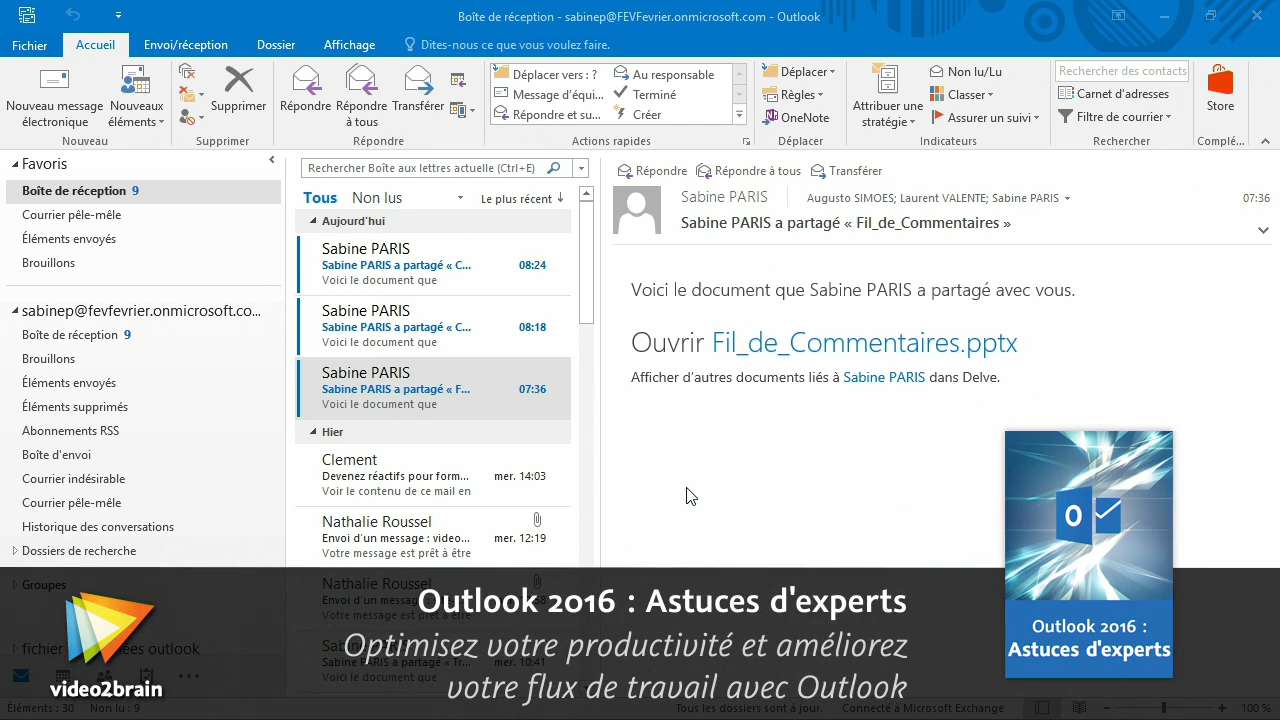 Boîte de réception - sabinep@FEVFevrier.onmicrosoft.com - Outlook
Fichier
Accueil
Envoi/réception
Dossier
Affichage
Dites-nous ce que vous voulez faire.
Nouveau message électronique
Nouveaux éléments
Nouveau
Supprimer
Supprimer
Répondre
Répondre à tous
Transférer
Répondre
Déplacer vers : ?
Message d'équi...
Répondre et su...
Au responsable
Terminé
Créer
Actions rapides
Déplacer
Règles
OneNote
Déplacer
Attribuer une stratégie
Non lu/Lu
Classer
Assurer un suivi
Indicateurs
Rechercher des contacts
Carnet d'adresses
Filtre de courrier
Rechercher
Store
Complé...
Favoris
Boîte de réception 9
Courrier pêle-mêle
Éléments envoyés
Brouillons
sabinep@fevfevrier.onmicrosoft.co...
Boîte de réception 9
Brouillons
Éléments envoyés
Éléments supprimés
Abonnements RSS
Boîte d'envoi
Courrier indésirable
Courrier pêle-mêle
Historique des conversations
Dossiers de recherche
Groupes
Rechercher Boîte aux lettres actuelle (Ctrl+E)
Tous Non lus Le plus récent
Aujourd'hui
Sabine PARIS
Sabine PARIS a partagé « C... 08:24
Voici le document que
Sabine PARIS
Sabine PARIS a partagé « C... 08:18
Voici le document que
Sabine PARIS
Sabine PARIS a partagé « F... 07:36
Voici le document que
Hier
Clement
Devenez réactifs pour form... mer. 14:03
Voir le contenu de ce mail en
Nathalie Roussel
Envoi d'un message : video... mer. 12:19
Votre message est prêt à être
Nathalie Roussel
Répondre
Répondre à tous
Transférer
Sabine PARIS
Augusto SIMOES; Laurent VALENTE; Sabine PARIS
07:36
Sabine PARIS a partagé « Fil_de_Commentaires »
Voici le document que Sabine PARIS a partagé avec vous.
Ouvrir Fil_de_Commentaires.pptx
Afficher d'autres documents liés à Sabine PARIS dans Delve.
Outlook 2016 :
Astuces d'experts
Outlook 2016 : Astuces d'experts
Optimisez votre productivité et améliorez
votre flux de travail avec Outlook
video2brain
Éléments : 30 Non lu : 9
Tous les dossiers sont à jour.
Connecté à Microsoft Exchange
100 %